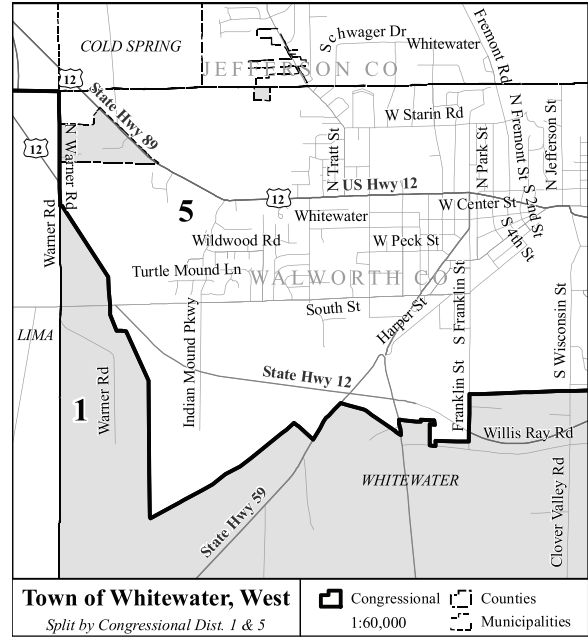 COLD SPRING
Schwager Dr
Fremont Rd
Whitewater
JEFFERSON CO
12
State Hwy 89
W Starin Rd
N Warner Rd
12
N Tratt St
N Park St
N Fremont St
N Jefferson St
US Hwy 12
12
W Center St
S 2nd St
5
Whitewater
Warner Rd
Wildwood Rd
W Peck St
S 4th St
Turtle Mound Ln
WALWORTH CO
South St
Harper St
S Franklin St
S Wisconsin St
LIMA
Indian Mound Pkwy
State Hwy 12
1
Warner Rd
Franklin St
Willis Ray Rd
WHITEWATER
State Hwy 59
Clover Valley Rd
Town of Whitewater, West
Split by Congressional Dist. 1 & 5
Congressional
Counties
1:60,000
Municipalities